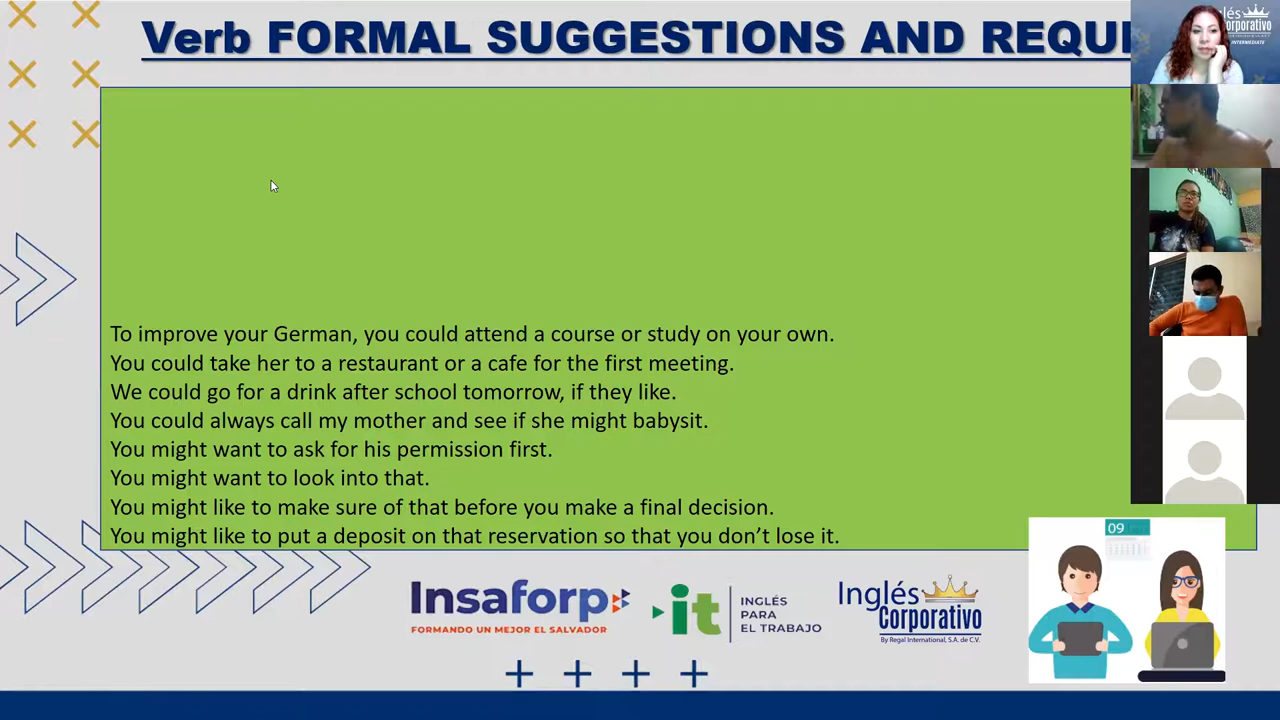 Verb FORMAL SUGGESTIONS AND REQU
Inglés
Corporativo
INTERMEDIATE
To improve your German, you could attend a course or study on your own.
You could take her to a restaurant or a cafe for the first meeting.
We could go for a drink after school tomorrow, if they like.
You could always call my mother and see if she might babysit.
You might want to ask for his permission first.
You might want to look into that.
You might like to make sure of that before you make a final decision.
You might like to put a deposit on that reservation so that you don’t lose it.
09
Insaforp
FORMANDO UN MEJOR EL SALVADOR
it
INGLÉS
PARA
EL TRABAJO
Inglés
Corporativo
By Regal International, S.A. de C.V.